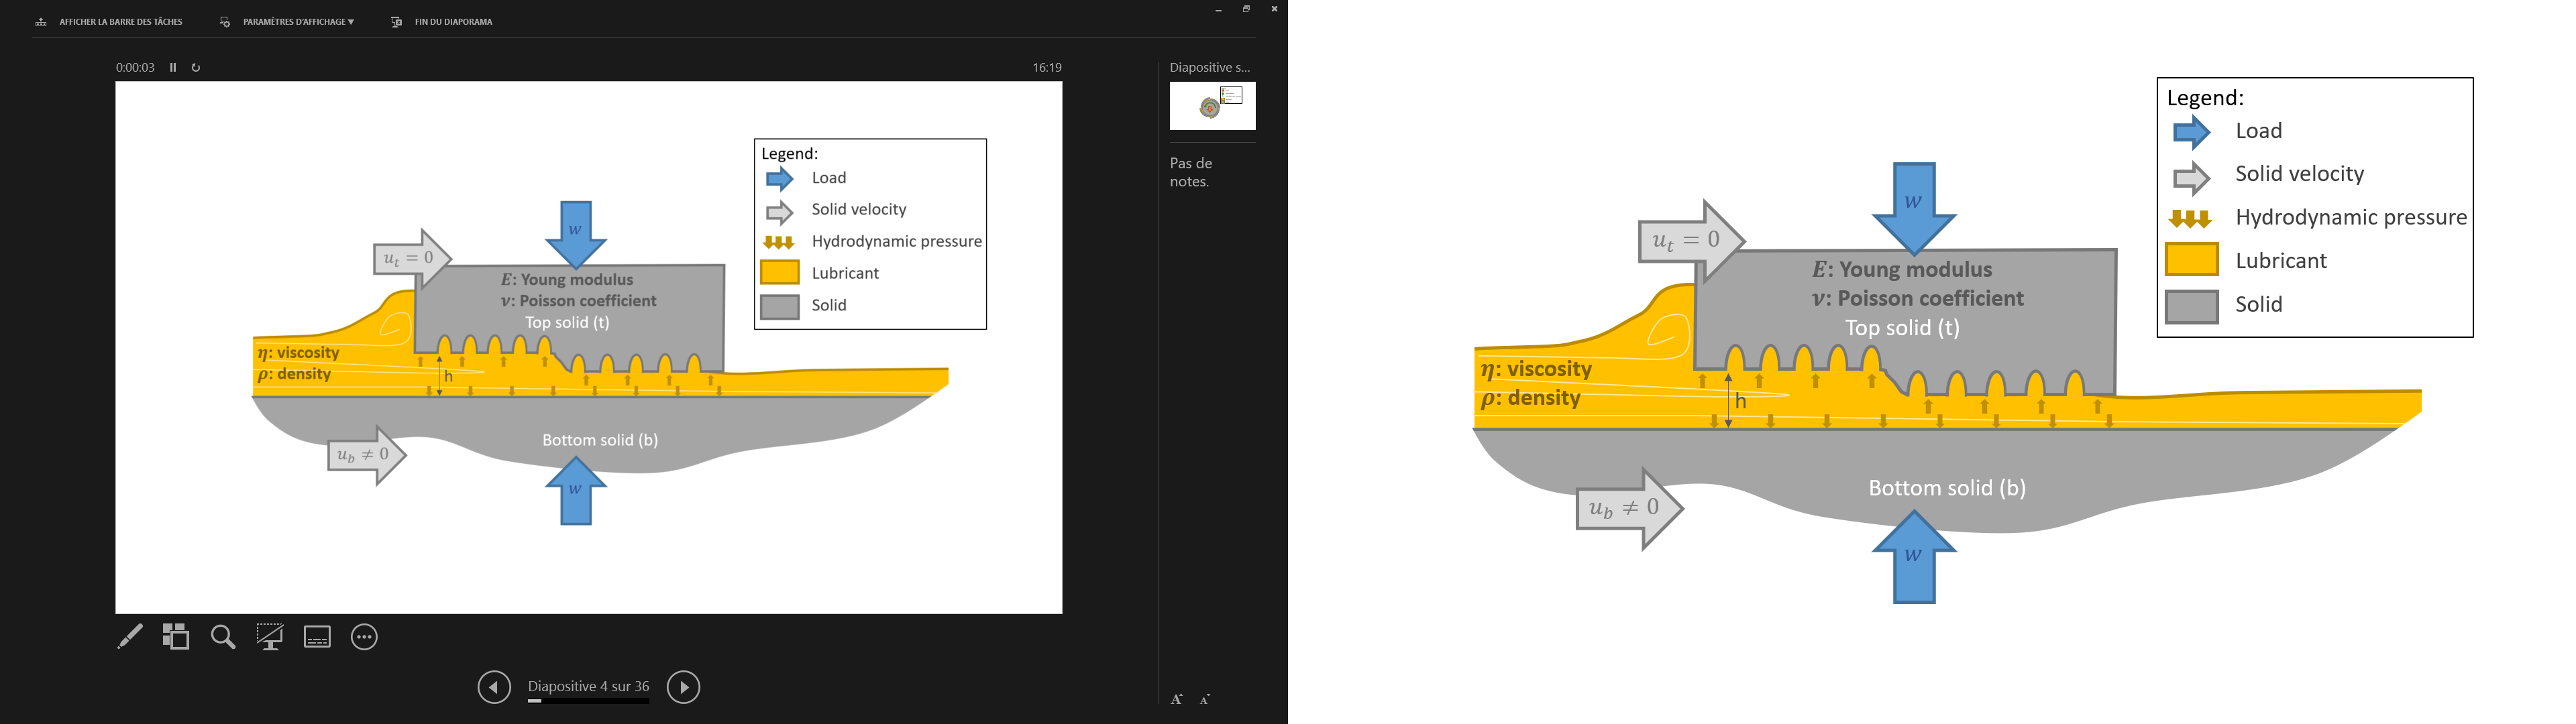 AFFICHER LA BARRE DES TÂCHES
PARAMÈTRES D'AFFICHAGE ▼
FIN DU DIAPORAMA
0:00:03
16:19
Diapositive s...
Pas de
notes.
Legend:
Load
Solid velocity
Hydrodynamic pressure
Lubricant
Solid
w
u_t = 0
E: Young modulus
ν: Poisson coefficient
Top solid (t)
η: viscosity
ρ: density
h
Bottom solid (b)
u_b ≠ 0
w
Diapositive 4 sur 36
A A
Legend:
Load
Solid velocity
Hydrodynamic pressure
Lubricant
Solid
w
u_t = 0
E: Young modulus
ν: Poisson coefficient
Top solid (t)
η: viscosity
ρ: density
h
Bottom solid (b)
u_b ≠ 0
w